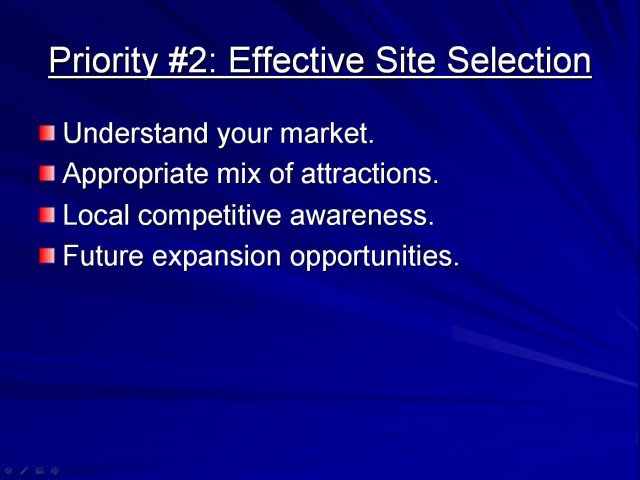 Priority #2: Effective Site Selection
Understand your market.
Appropriate mix of attractions.
Local competitive awareness.
Future expansion opportunities.